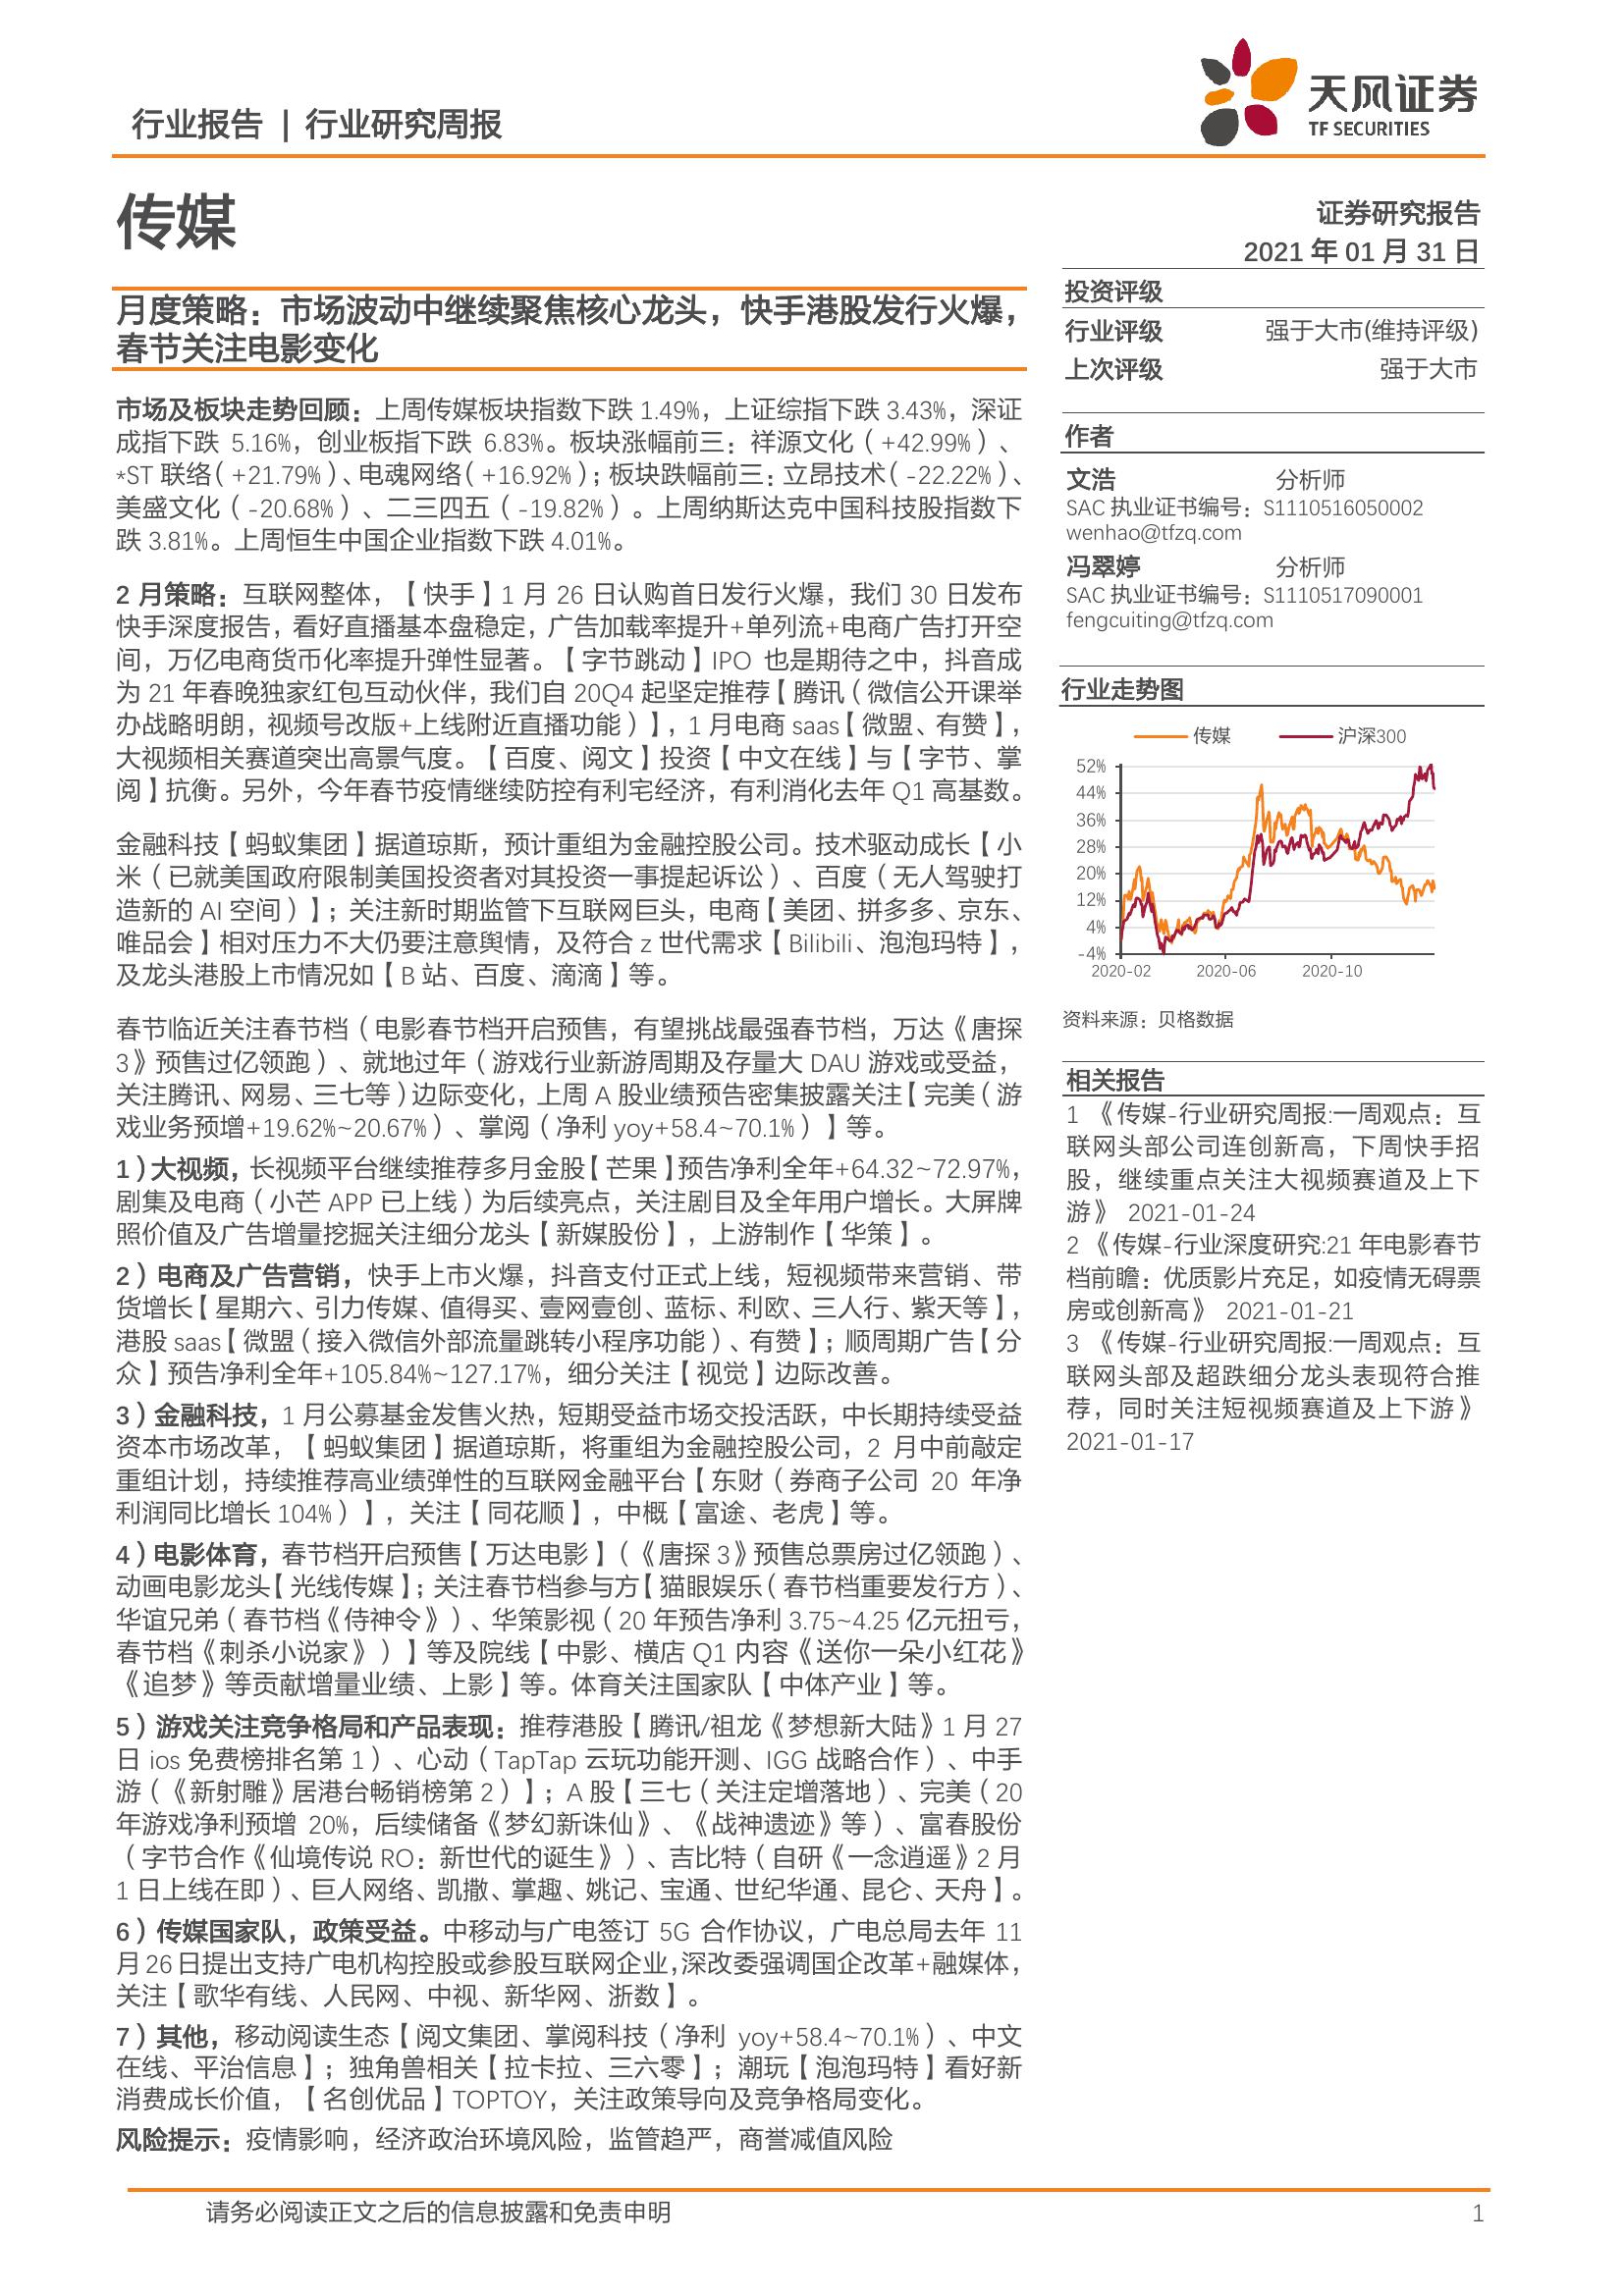 行业报告 | 行业研究周报
天风证券
TF SECURITIES
传媒
证券研究报告
2021 年 01 月 31 日
月度策略：市场波动中继续聚焦核心龙头，快手港股发行火爆，
春节关注电影变化
市场及板块走势回顾：上周传媒板块指数下跌 1.49%，上证综指下跌 3.43%，深证
成指下跌 5.16%，创业板指下跌 6.83%。板块涨幅前三：祥源文化（+42.99%）、
*ST 联络（+21.79%）、电魂网络（+16.92%）；板块跌幅前三：立昂技术（-22.22%）、
美盛文化（-20.68%）、二三四五（-19.82%）。上周纳斯达克中国科技股指数下
跌 3.81%。上周恒生中国企业指数下跌 4.01%。
2 月策略：互联网整体，【快手】1 月 26 日认购首日发行火爆，我们 30 日发布
快手深度报告，看好直播基本盘稳定，广告加载率提升+单列流+电商广告打开空
间，万亿电商货币化率提升弹性显著。【字节跳动】IPO 也是期待之中，抖音成
为 21 年春晚独家红包互动伙伴，我们自 20Q4 起坚定推荐【腾讯（微信公开课举
办战略明朗，视频号改版+上线附近直播功能）】，1 月电商 saas【微盟、有赞】，
大视频相关赛道突出高景气度。【百度、阅文】投资【中文在线】与【字节、掌
阅】抗衡。另外，今年春节疫情继续防控有利宅经济，有利消化去年 Q1 高基数。
金融科技【蚂蚁集团】据道琼斯，预计重组为金融控股公司。技术驱动成长【小
米（已就美国政府限制美国投资者对其投资一事提起诉讼）、百度（无人驾驶打
造新的 AI 空间）】；关注新时期监管下互联网巨头，电商【美团、拼多多、京东、
唯品会】相对压力不大仍要注意舆情，及符合 z 世代需求【Bilibili、泡泡玛特】，
及龙头港股上市情况如【B 站、百度、滴滴】等。
春节临近关注春节档（电影春节档开启预售，有望挑战最强春节档，万达《唐探
3》预售过亿领跑）、就地过年（游戏行业新游周期及存量大 DAU 游戏或受益，
关注腾讯、网易、三七等）边际变化，上周 A 股业绩预告密集披露关注【完美（游
戏业务预增+19.62%~20.67%）、掌阅（净利 yoy+58.4~70.1%）】等。
1）大视频，长视频平台继续推荐多月金股【芒果】预告净利全年+64.32~72.97%，
剧集及电商（小芒 APP 已上线）为后续亮点，关注剧目及全年用户增长。大屏牌
照价值及广告增量挖掘关注细分龙头【新媒股份】，上游制作【华策】。
2）电商及广告营销，快手上市火爆，抖音支付正式上线，短视频带来营销、带
货增长【星期六、引力传媒、值得买、壹网壹创、蓝标、利欧、三人行、紫天等】，
港股 saas【微盟（接入微信外部流量跳转小程序功能）、有赞】；顺周期广告【分
众】预告净利全年+105.84%~127.17%，细分关注【视觉】边际改善。
3）金融科技，1 月公募基金发售火热，短期受益市场交投活跃，中长期持续受益
资本市场改革，【蚂蚁集团】据道琼斯，将重组为金融控股公司，2 月中前敲定
重组计划，持续推荐高业绩弹性的互联网金融平台【东财（券商子公司 20 年净
利润同比增长 104%）】，关注【同花顺】，中概【富途、老虎】等。
4）电影体育，春节档开启预售【万达电影】（《唐探 3》预售总票房过亿领跑）、
动画电影龙头【光线传媒】；关注春节档参与方【猫眼娱乐（春节档重要发行方）、
华谊兄弟（春节档《侍神令》）、华策影视（20 年预告净利 3.75~4.25 亿元扭亏，
春节档《刺杀小说家》）】等及院线【中影、横店 Q1 内容《送你一朵小红花》
《追梦》等贡献增量业绩、上影】等。体育关注国家队【中体产业】等。
5）游戏关注竞争格局和产品表现：推荐港股【腾讯/祖龙《梦想新大陆》1 月 27
日 ios 免费榜排名第 1）、心动（TapTap 云玩功能开测、IGG 战略合作）、中手
游（《新射雕》居港台畅销榜第 2）】；A 股【三七（关注定增落地）、完美（20
年游戏净利预增 20%，后续储备《梦幻新诛仙》、《战神遗迹》等）、富春股份
（字节合作《仙境传说 RO：新世代的诞生》）、吉比特（自研《一念逍遥》2 月
1 日上线在即）、巨人网络、凯撒、掌趣、姚记、宝通、世纪华通、昆仑、天舟】。
6）传媒国家队，政策受益。中移动与广电签订 5G 合作协议，广电总局去年 11
月 26 日提出支持广电机构控股或参股互联网企业,深改委强调国企改革+融媒体，
关注【歌华有线、人民网、中视、新华网、浙数】。
7）其他，移动阅读生态【阅文集团、掌阅科技（净利 yoy+58.4~70.1%）、中文
在线、平治信息】；独角兽相关【拉卡拉、三六零】；潮玩【泡泡玛特】看好新
消费成长价值，【名创优品】TOPTOY，关注政策导向及竞争格局变化。
风险提示：疫情影响，经济政治环境风险，监管趋严，商誉减值风险
投资评级
行业评级 强于大市(维持评级)
上次评级 强于大市
作者
文浩 分析师
SAC 执业证书编号：S1110516050002
wenhao@tfzq.com
冯翠婷 分析师
SAC 执业证书编号：S1110517090001
fengcuiting@tfzq.com
行业走势图
传媒 沪深300
52%
44%
36%
28%
20%
12%
4%
-4%
2020-02 2020-06 2020-10
资料来源：贝格数据
相关报告
1 《传媒-行业研究周报:一周观点：互
联网头部公司连创新高，下周快手招
股，继续重点关注大视频赛道及上下
游》 2021-01-24
2 《传媒-行业深度研究:21 年电影春节
档前瞻：优质影片充足，如疫情无碍票
房或创新高》 2021-01-21
3 《传媒-行业研究周报:一周观点：互
联网头部及超跌细分龙头表现符合推
荐，同时关注短视频赛道及上下游》
2021-01-17
请务必阅读正文之后的信息披露和免责申明 1